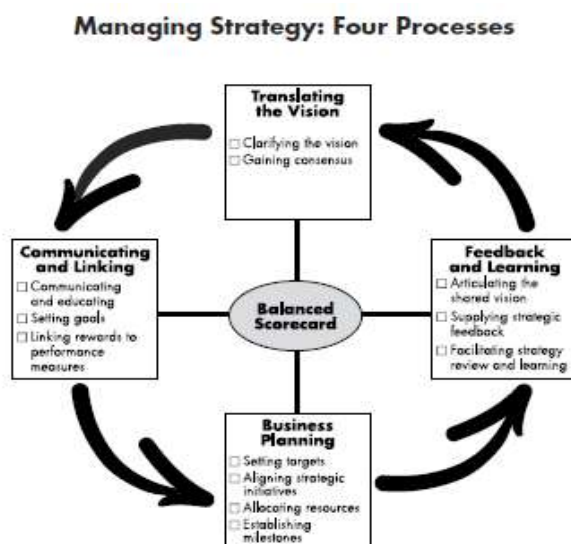 Managing Strategy: Four Processes
Translating
the Vision
☐ Clarifying the vision
☐ Gaining consensus
Communicating
and Linking
☐ Communicating
and educating
☐ Setting goals
☐ Linking rewards to
performance
measures
Balanced
Scorecard
Feedback
and Learning
☐ Articulating the
shared vision
☐ Supplying strategic
feedback
☐ Facilitating strategy
review and learning
Business
Planning
☐ Setting targets
☐ Aligning strategic
initiatives
☐ Allocating resources
☐ Establishing
milestones